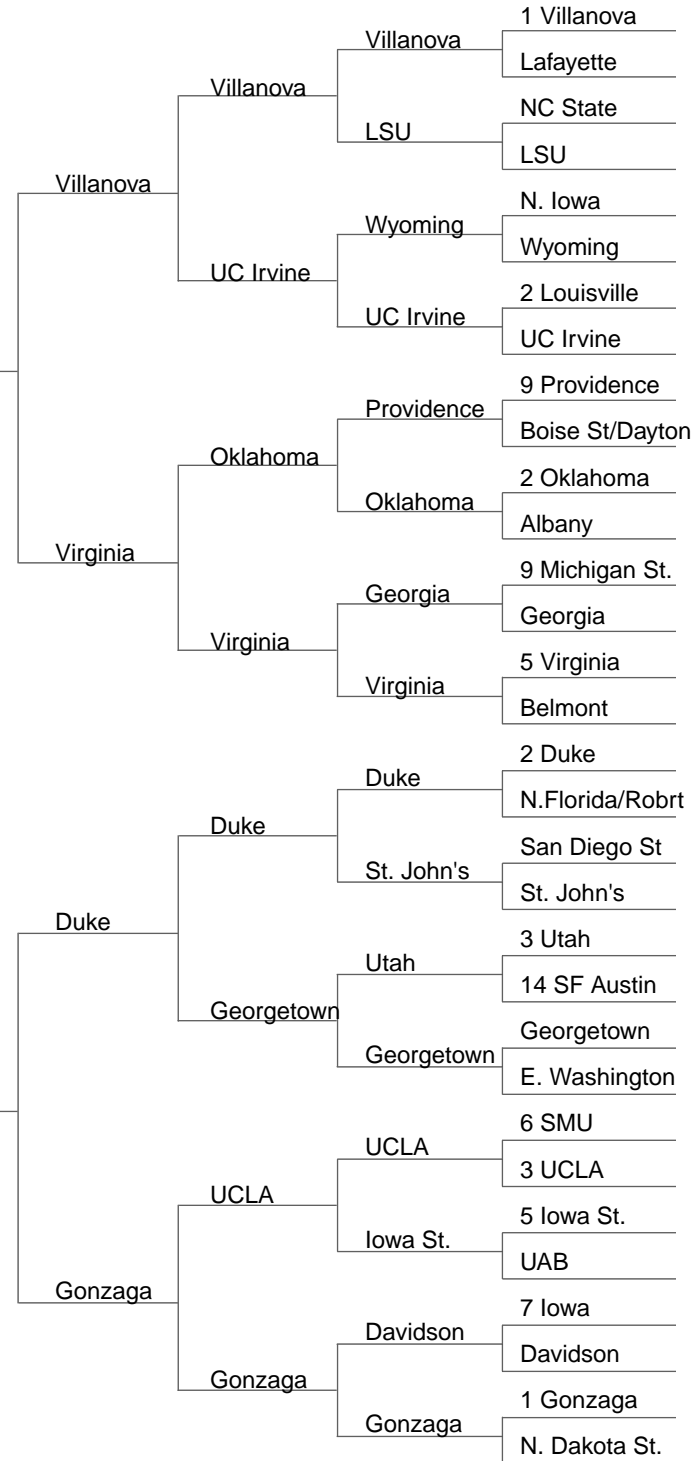 1 Villanova
Villanova
Lafayette
Villanova
NC State
LSU
LSU
Villanova
N. Iowa
Wyoming
Wyoming
UC Irvine
2 Louisville
UC Irvine
UC Irvine
9 Providence
Providence
Boise St/Dayton
Oklahoma
2 Oklahoma
Oklahoma
Albany
Virginia
9 Michigan St.
Georgia
Georgia
Virginia
5 Virginia
Virginia
Belmont
2 Duke
Duke
N.Florida/Robrt
Duke
San Diego St
St. John's
St. John's
Duke
3 Utah
Utah
14 SF Austin
Georgetown
Georgetown
Georgetown
E. Washington
6 SMU
UCLA
3 UCLA
UCLA
5 Iowa St.
Iowa St.
UAB
Gonzaga
7 Iowa
Davidson
Davidson
Gonzaga
1 Gonzaga
Gonzaga
N. Dakota St.